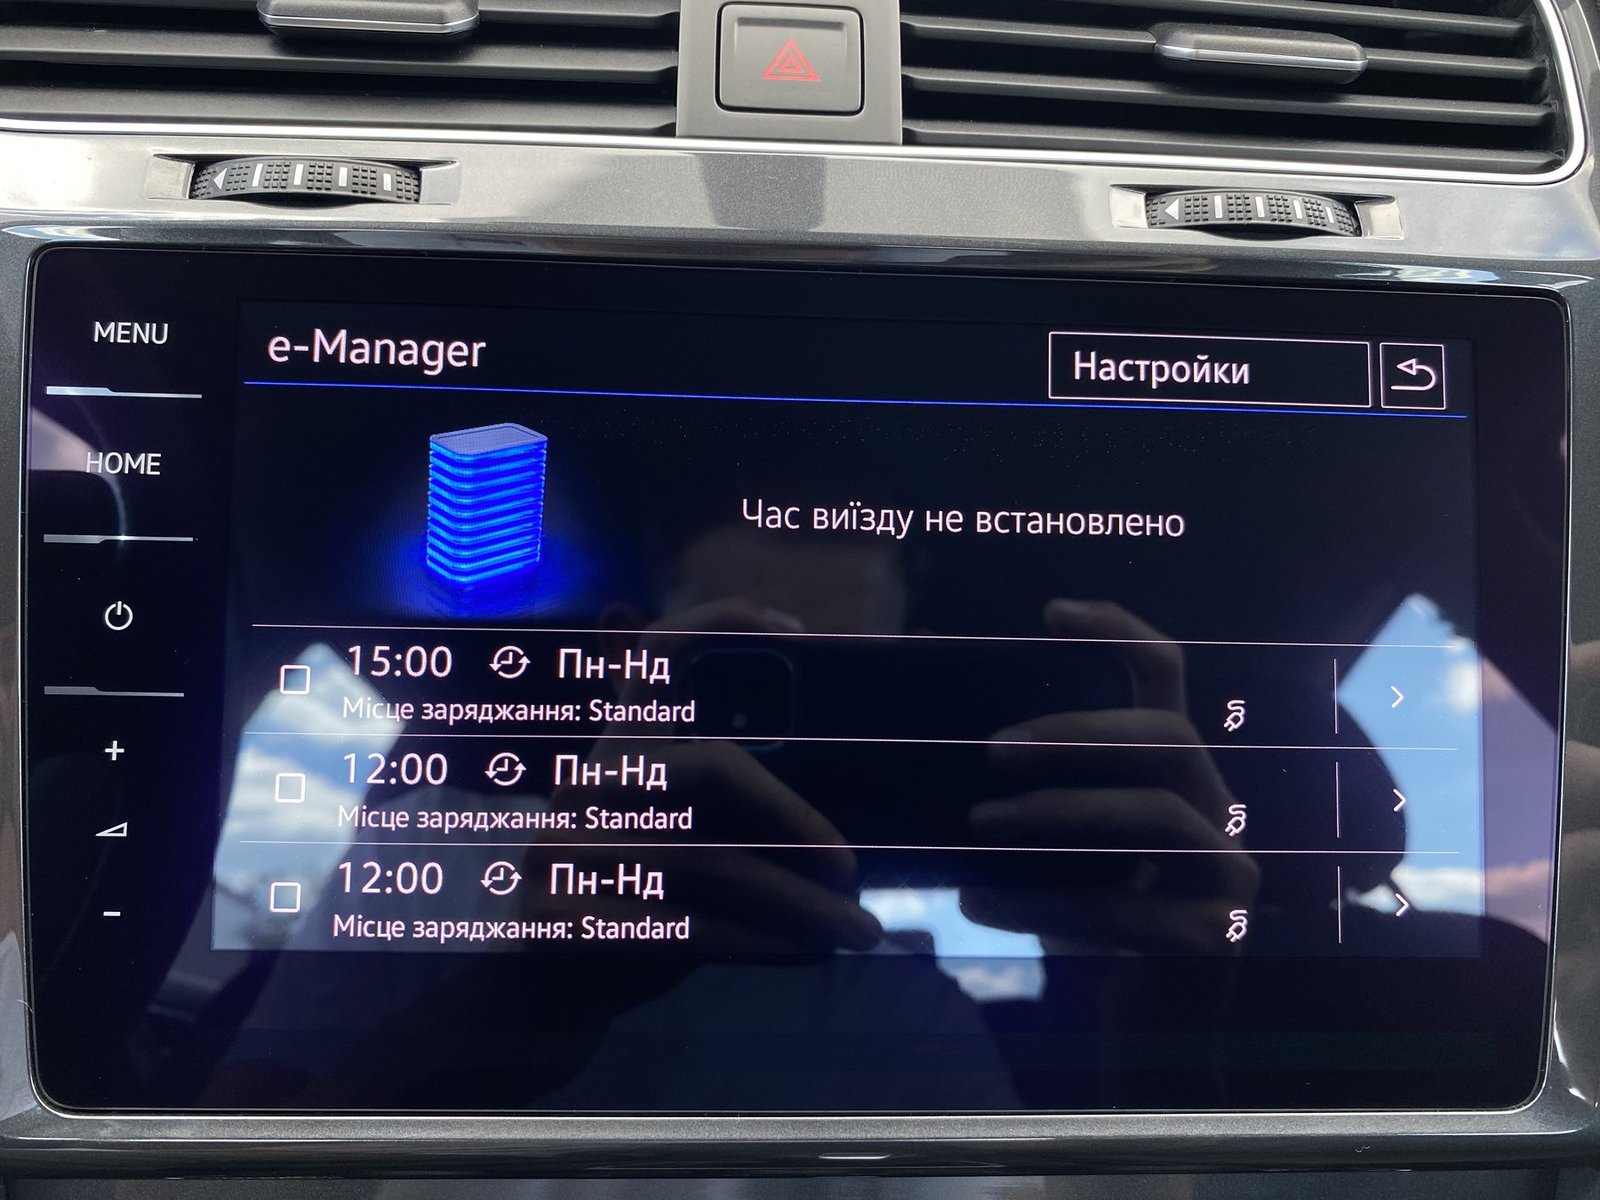 MENU
HOME
e-Manager
Настройки
Час виїзду не встановлено
15:00 Пн-Нд
Місце заряджання: Standard
12:00 Пн-Нд
Місце заряджання: Standard
12:00 Пн-Нд
Місце заряджання: Standard